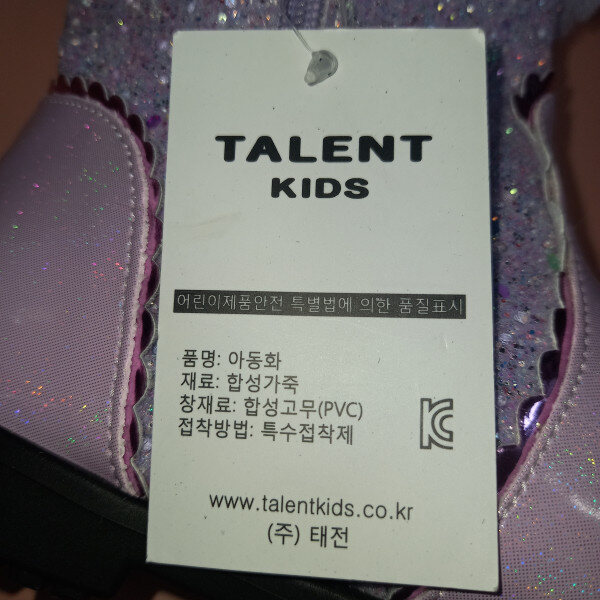 TALENT
KIDS
어린이제품안전 특별법에 의한 품질표시
품명: 아동화
재료: 합성가죽
창재료: 합성고무(PVC)
접착방법: 특수접착제
KC
www.talentkids.co.kr
(주) 태전